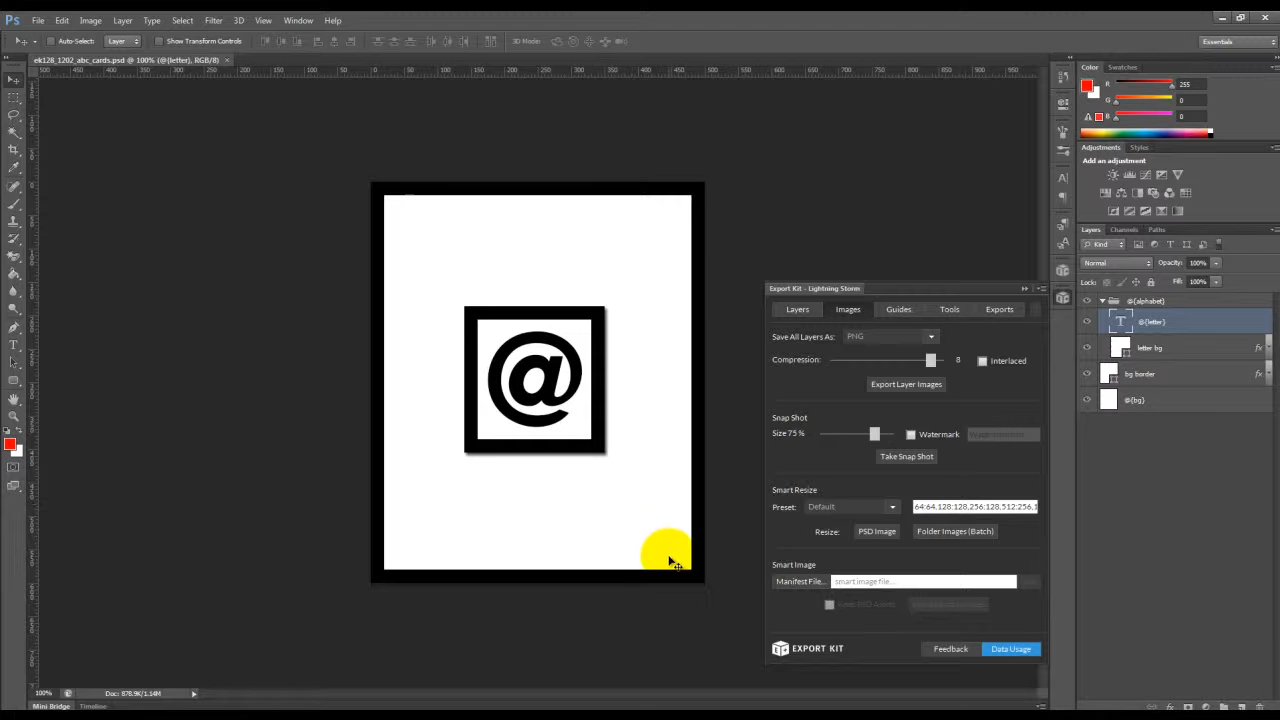 Ps File Edit Image Layer Type Select Filter 3D View Window Help
Auto-Select: Layer Show Transform Controls 3D Mode: Essentials
ek128_1202_abc_cards.psd @ 100% (@{letter}, RGB/8) ×
Color Swatches
R 255
G 0
B 0
Adjustments Styles
Add an adjustment
Layers Channels Paths
Kind
Normal Opacity: 100%
Lock: Fill: 100%
@{alphabet}
T @{letter}
letter bg fx
bg border fx
@{bg}
@
Export Kit - Lightning Storm
Layers Images Guides Tools Exports
Save All Layers As: PNG
Compression: 8 Interlaced
Export Layer Images
Snap Shot
Size 75 % Watermark
Take Snap Shot
Smart Resize
Preset: Default 64:64,128:128,256:128,512:256,1
Resize: PSD Image Folder Images (Batch)
Smart Image
Manifest File... smart image file...
EXPORT KIT Feedback Data Usage
100% Doc: 878.9K/1.14M
Mini Bridge Timeline